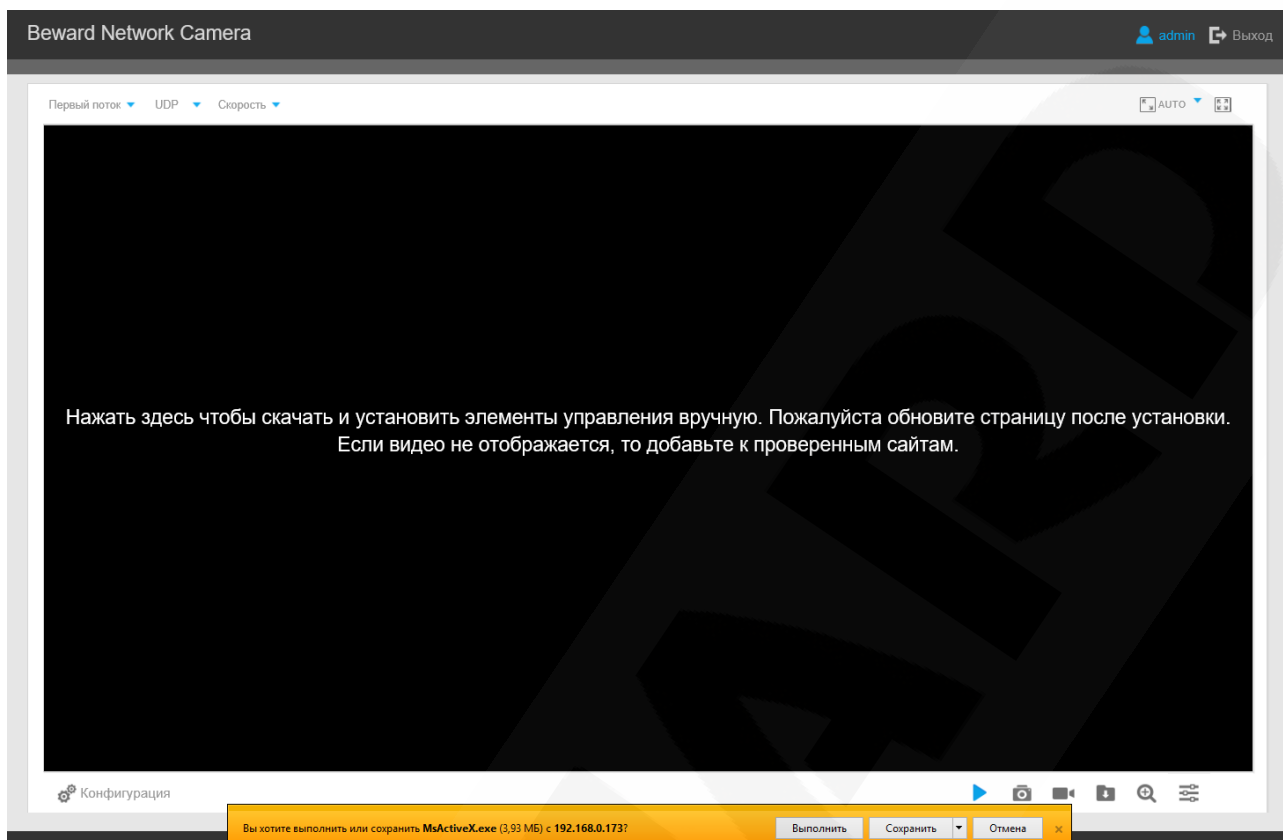 Beward Network Camera
admin Выход
Первый поток UDP Скорость AUTO
Нажать здесь чтобы скачать и установить элементы управления вручную. Пожалуйста обновите страницу после установки.
Если видео не отображается, то добавьте к проверенным сайтам.
Конфигурация
Вы хотите выполнить или сохранить MsActiveX.exe (3,93 МБ) с 192.168.0.173? Выполнить Сохранить Отмена